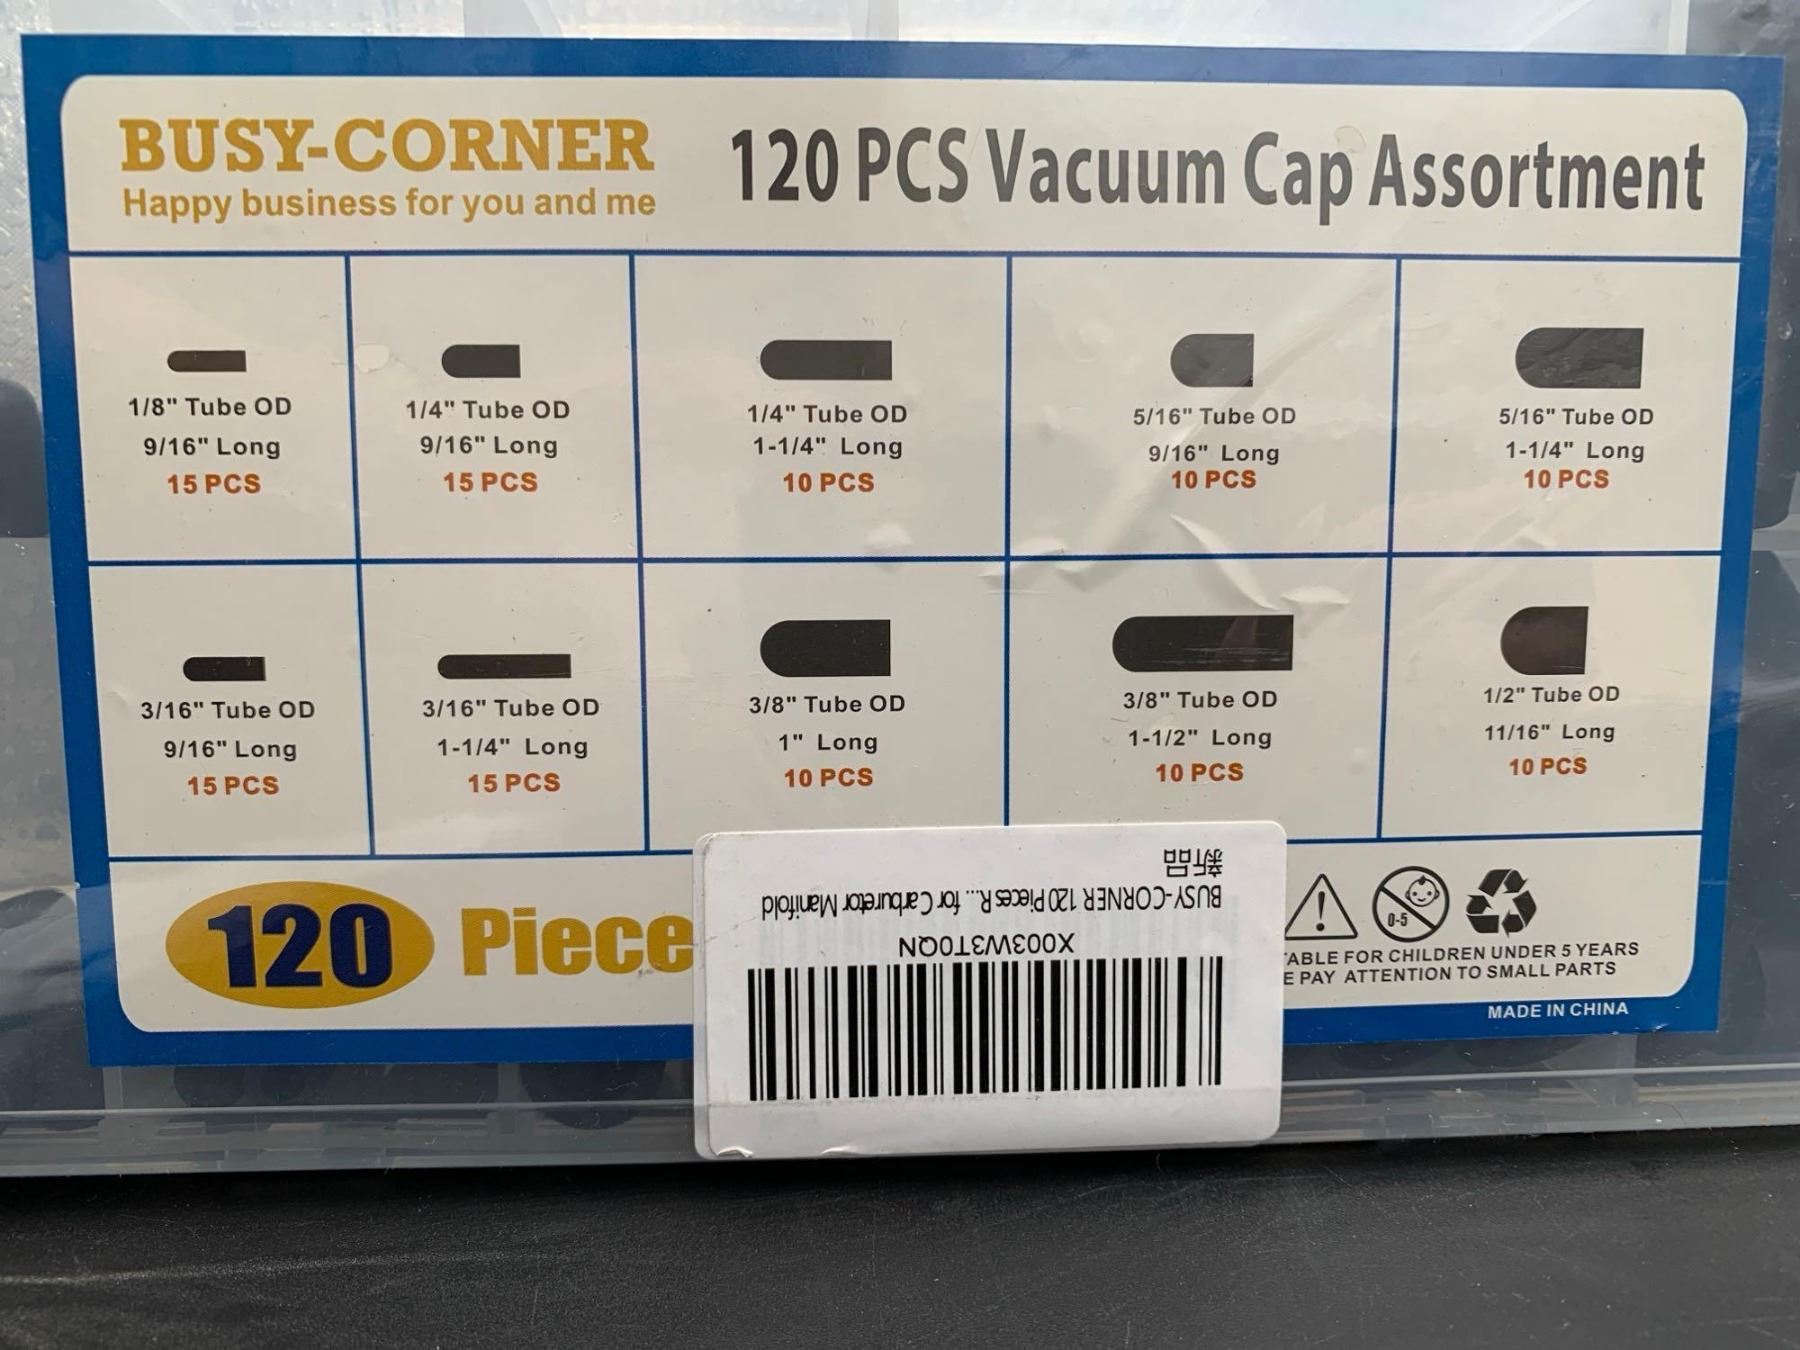 BUSY-CORNER
Happy business for you and me
120 PCS Vacuum Cap Assortment
1/8" Tube OD
9/16" Long
15 PCS
1/4" Tube OD
9/16" Long
15 PCS
1/4" Tube OD
1-1/4" Long
10 PCS
5/16" Tube OD
9/16" Long
10 PCS
5/16" Tube OD
1-1/4" Long
10 PCS
3/16" Tube OD
9/16" Long
15 PCS
3/16" Tube OD
1-1/4" Long
15 PCS
3/8" Tube OD
1" Long
10 PCS
3/8" Tube OD
1-1/2" Long
10 PCS
1/2" Tube OD
11/16" Long
10 PCS
120 Piece
X003W3T0QN
BUSY-CORNER 120 Pieces R... for Carburetor Manifold
新品
0-5
TABLE FOR CHILDREN UNDER 5 YEARS
E PAY ATTENTION TO SMALL PARTS
MADE IN CHINA